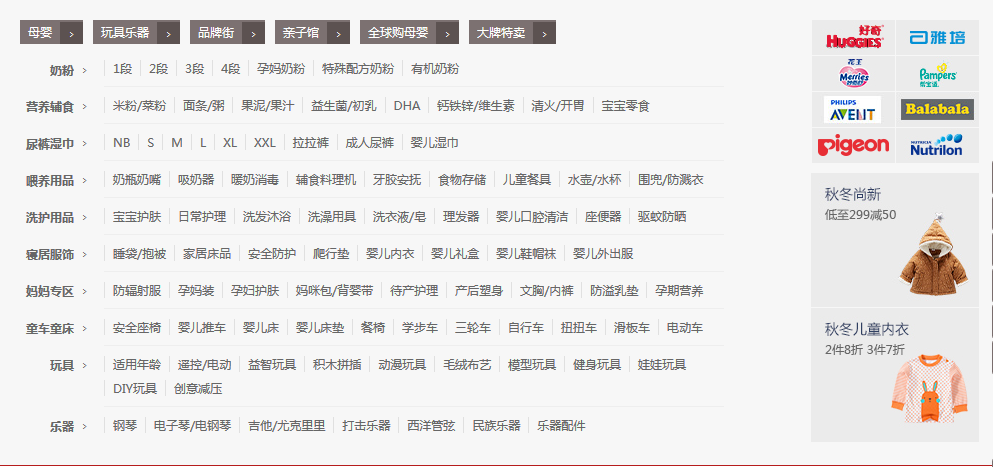 母婴 > 玩具乐器 > 品牌街 > 亲子馆 > 全球购母婴 > 大牌特卖 >
奶粉 > 1段 2段 3段 4段 孕妈奶粉 特殊配方奶粉 有机奶粉
营养辅食 > 米粉/菜粉 面条/粥 果泥/果汁 益生菌/初乳 DHA 钙铁锌/维生素 清火/开胃 宝宝零食
尿裤湿巾 > NB S M L XL XXL 拉拉裤 成人尿裤 婴儿湿巾
喂养用品 > 奶瓶奶嘴 吸奶器 暖奶消毒 辅食料理机 牙胶安抚 食物存储 儿童餐具 水壶/水杯 围兜/防溅衣
洗护用品 > 宝宝护肤 日常护理 洗发沐浴 洗澡用具 洗衣液/皂 理发器 婴儿口腔清洁 座便器 驱蚊防晒
寝居服饰 > 睡袋/抱被 家居床品 安全防护 爬行垫 婴儿内衣 婴儿礼盒 婴儿鞋帽袜 婴儿外出服
妈妈专区 > 防辐射服 孕妈装 孕妇护肤 妈咪包/背婴带 待产护理 产后塑身 文胸/内裤 防溢乳垫 孕期营养
童车童床 > 安全座椅 婴儿推车 婴儿床 婴儿床垫 餐椅 学步车 三轮车 自行车 扭扭车 滑板车 电动车
玩具 > 适用年龄 遥控/电动 益智玩具 积木拼插 动漫玩具 毛绒布艺 模型玩具 健身玩具 娃娃玩具
DIY玩具 创意减压
乐器 > 钢琴 电子琴/电钢琴 吉他/尤克里里 打击乐器 西洋管弦 民族乐器 乐器配件
好奇
HUGGIES
雅培
花王
Merries
Pampers
帮宝适
PHILIPS
AVENT
Balabala
pigeon
NUTRICIA
Nutrilon
秋冬尚新
低至299减50
秋冬儿童内衣
2件8折 3件7折